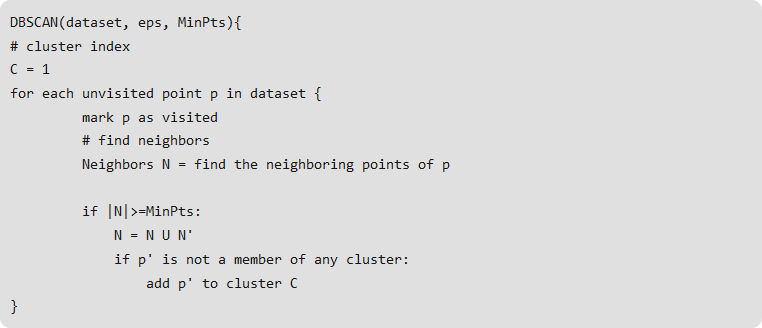 DBSCAN(dataset, eps, MinPts){
# cluster index
C = 1
for each unvisited point p in dataset {
         mark p as visited
         # find neighbors
         Neighbors N = find the neighboring points of p

         if |N|>=MinPts:
             N = N U N'
             if p' is not a member of any cluster:
                 add p' to cluster C
}